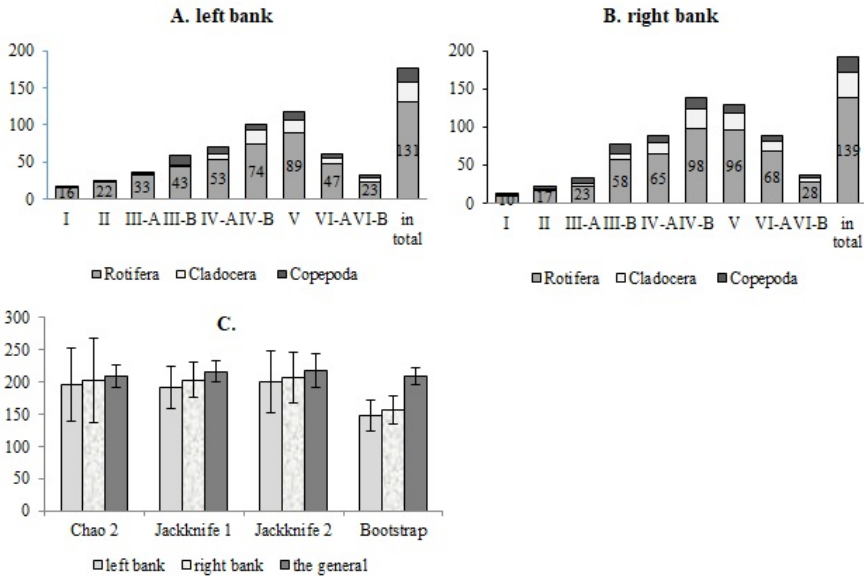 A. left bank
200
150
100
50
0
16 22 33 43 53 74 89 47 23 131
I II III-A III-B IV-A IV-B V VI-A VI-B in
total
Rotifera Cladocera Copepoda
B. right bank
200
150
100
50
0
10 17 23 58 65 98 96 68 28 139
I II III-A III-B IV-A IV-B V VI-A VI-B in
total
Rotifera Cladocera Copepoda
C.
300
250
200
150
100
50
0
Chao 2 Jackknife 1 Jackknife 2 Bootstrap
left bank right bank the general